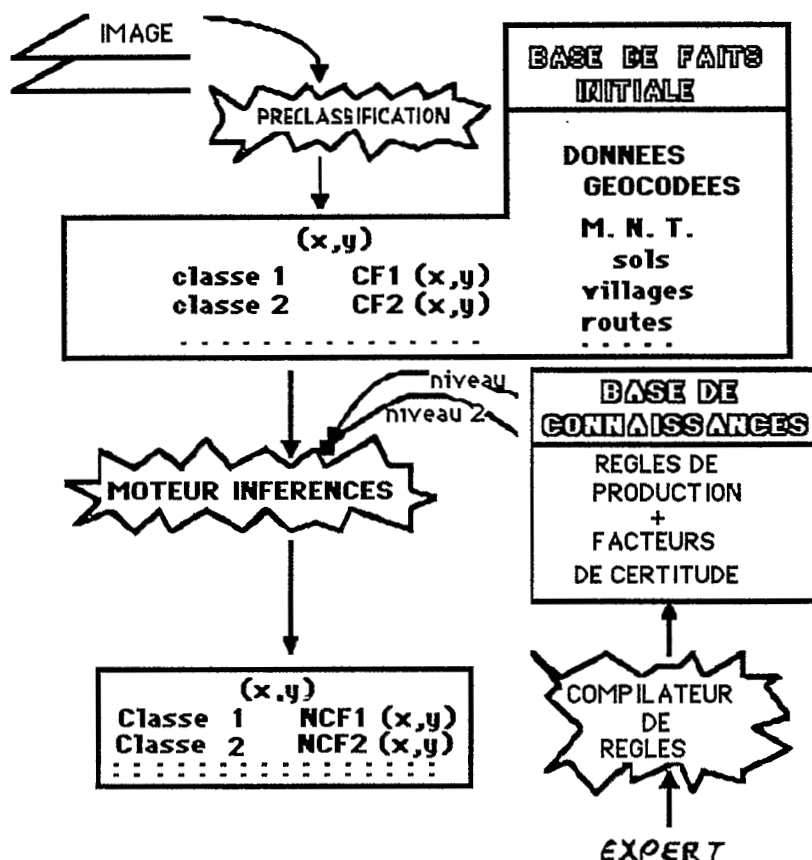 IMAGE
PRECLASSIFICATION
BASE DE FAITS
INITIALE
DONNEES
GEOCODEES
M. N. T.
sols
villages
routes
- - - - -
(x,y)
classe 1 CF1 (x,y)
classe 2 CF2 (x,y)
- - - - - - - - - - - - - - -
niveau
niveau 2
MOTEUR INFERENCES
BASE DE
CONNAISSANCES
REGLES DE
PRODUCTION
+
FACTEURS
DE CERTITUDE
(x.y)
Classe 1 NCF1 (x,y)
Classe 2 NCF2 (x,y)
COMPILATEUR
DE
REGLES
EXPERT